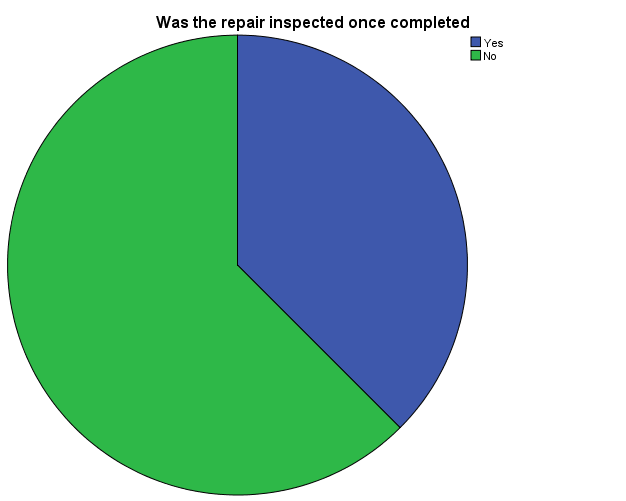 Was the repair inspected once completed
Yes
No